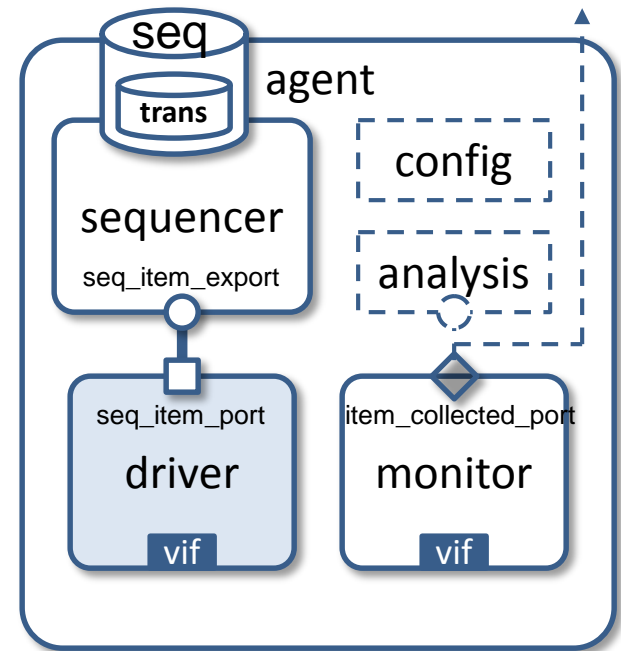 seq
trans
agent
sequencer
seq_item_export
config
analysis
seq_item_port
driver
vif
item_collected_port
monitor
vif